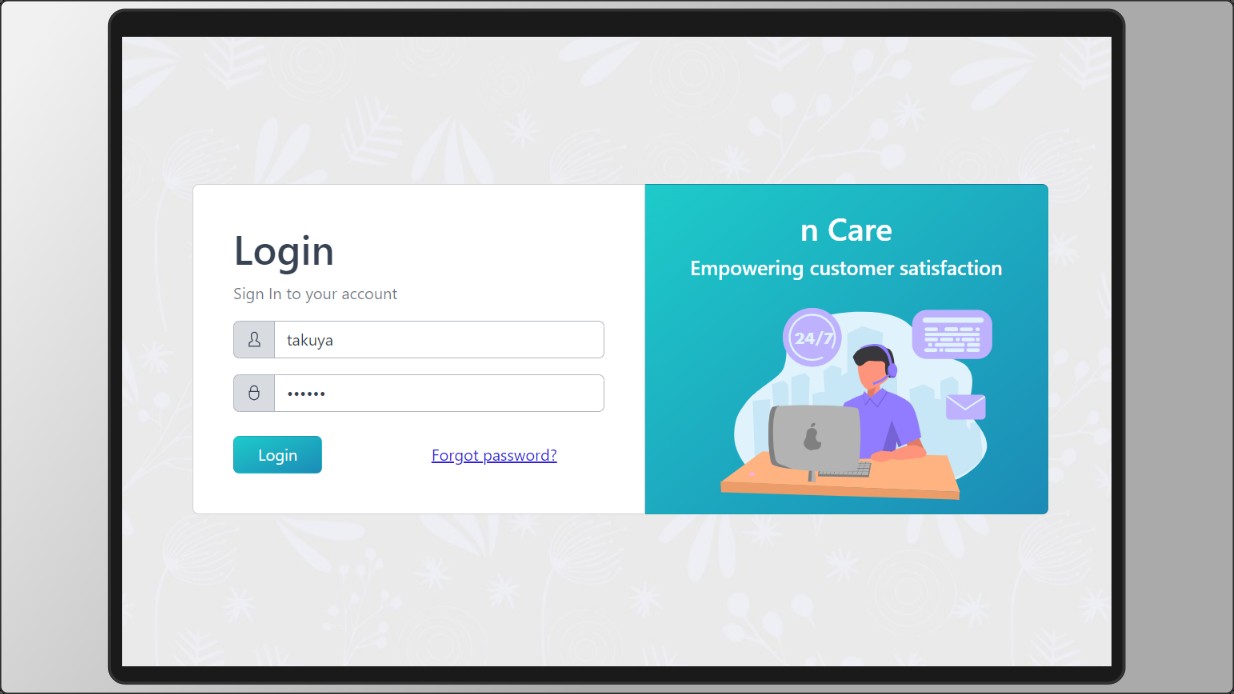 Login
Sign In to your account
takuya
••••••
Login
Forgot password?
n Care
Empowering customer satisfaction
24/7